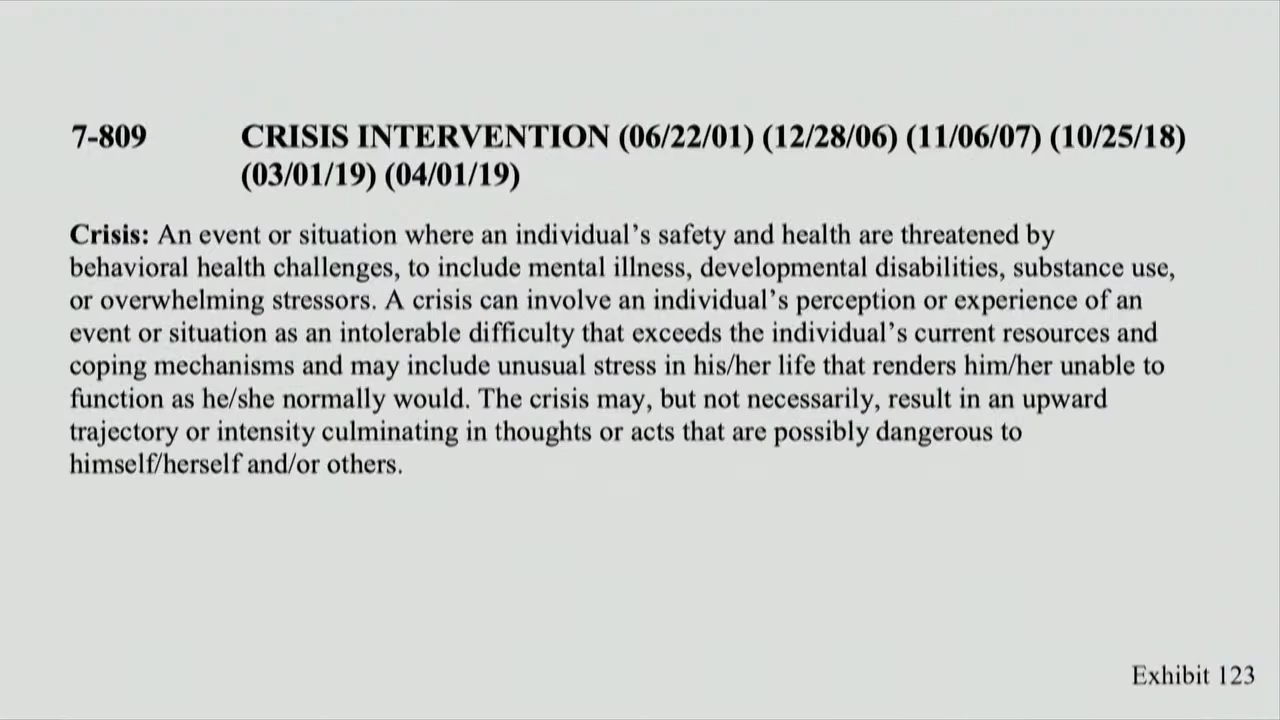 7-809 CRISIS INTERVENTION (06/22/01) (12/28/06) (11/06/07) (10/25/18)
(03/01/19) (04/01/19)
Crisis: An event or situation where an individual’s safety and health are threatened by
behavioral health challenges, to include mental illness, developmental disabilities, substance use,
or overwhelming stressors. A crisis can involve an individual’s perception or experience of an
event or situation as an intolerable difficulty that exceeds the individual’s current resources and
coping mechanisms and may include unusual stress in his/her life that renders him/her unable to
function as he/she normally would. The crisis may, but not necessarily, result in an upward
trajectory or intensity culminating in thoughts or acts that are possibly dangerous to
himself/herself and/or others.
Exhibit 123